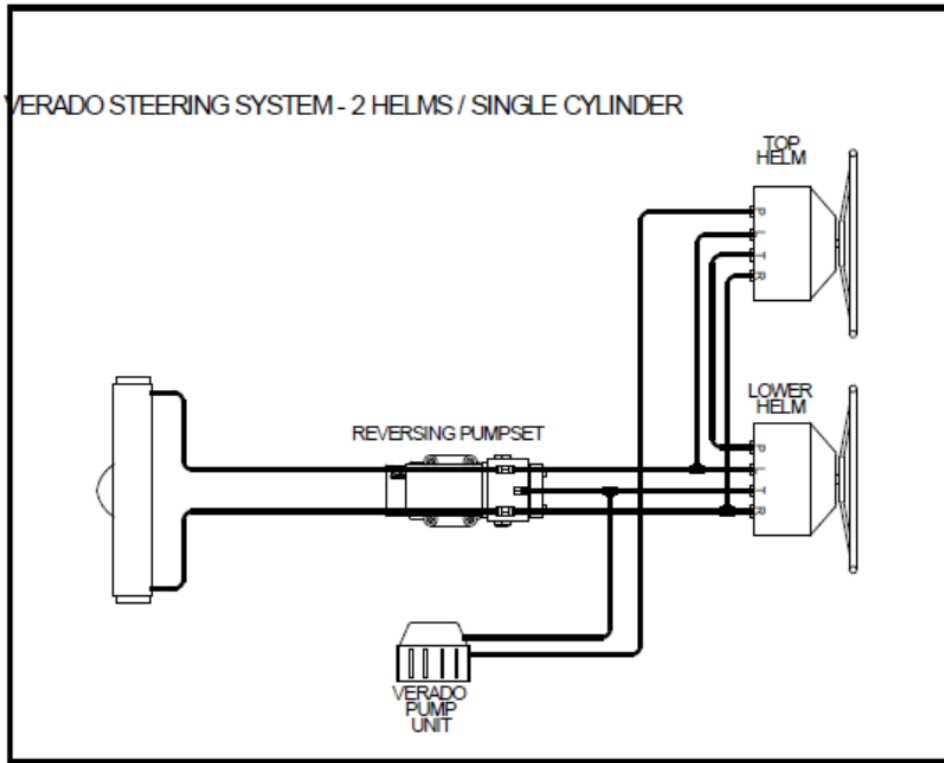 VERADO STEERING SYSTEM - 2 HELMS / SINGLE CYLINDER
TOP
HELM
P
L
T
R
LOWER
HELM
P
L
T
R
REVERSING PUMPSET
VERADO
PUMP
UNIT